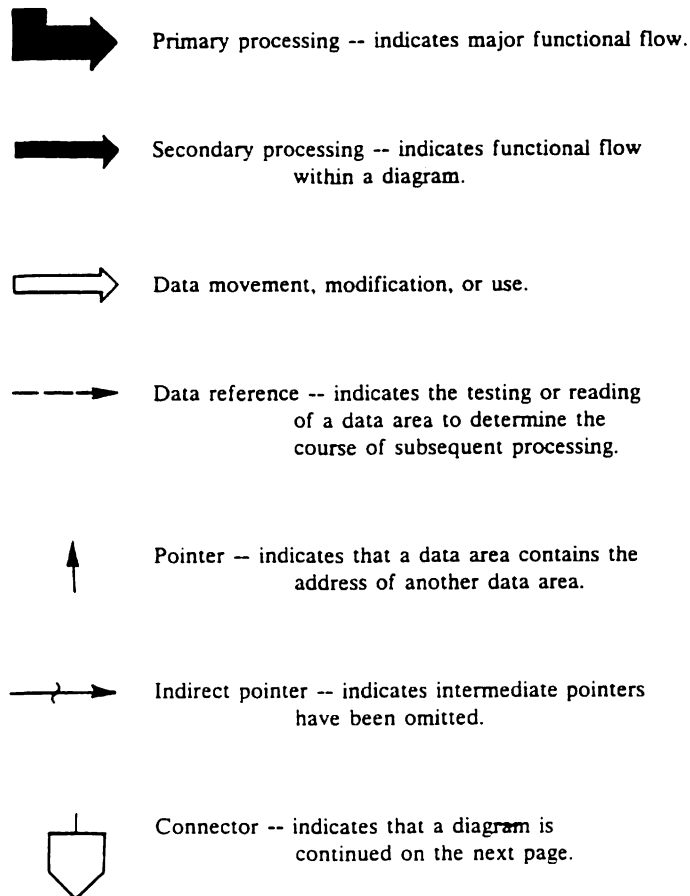 Primary processing -- indicates major functional flow.
Secondary processing -- indicates functional flow
within a diagram.
Data movement, modification, or use.
Data reference -- indicates the testing or reading
of a data area to determine the
course of subsequent processing.
Pointer -- indicates that a data area contains the
address of another data area.
Indirect pointer -- indicates intermediate pointers
have been omitted.
Connector -- indicates that a diagram is
continued on the next page.